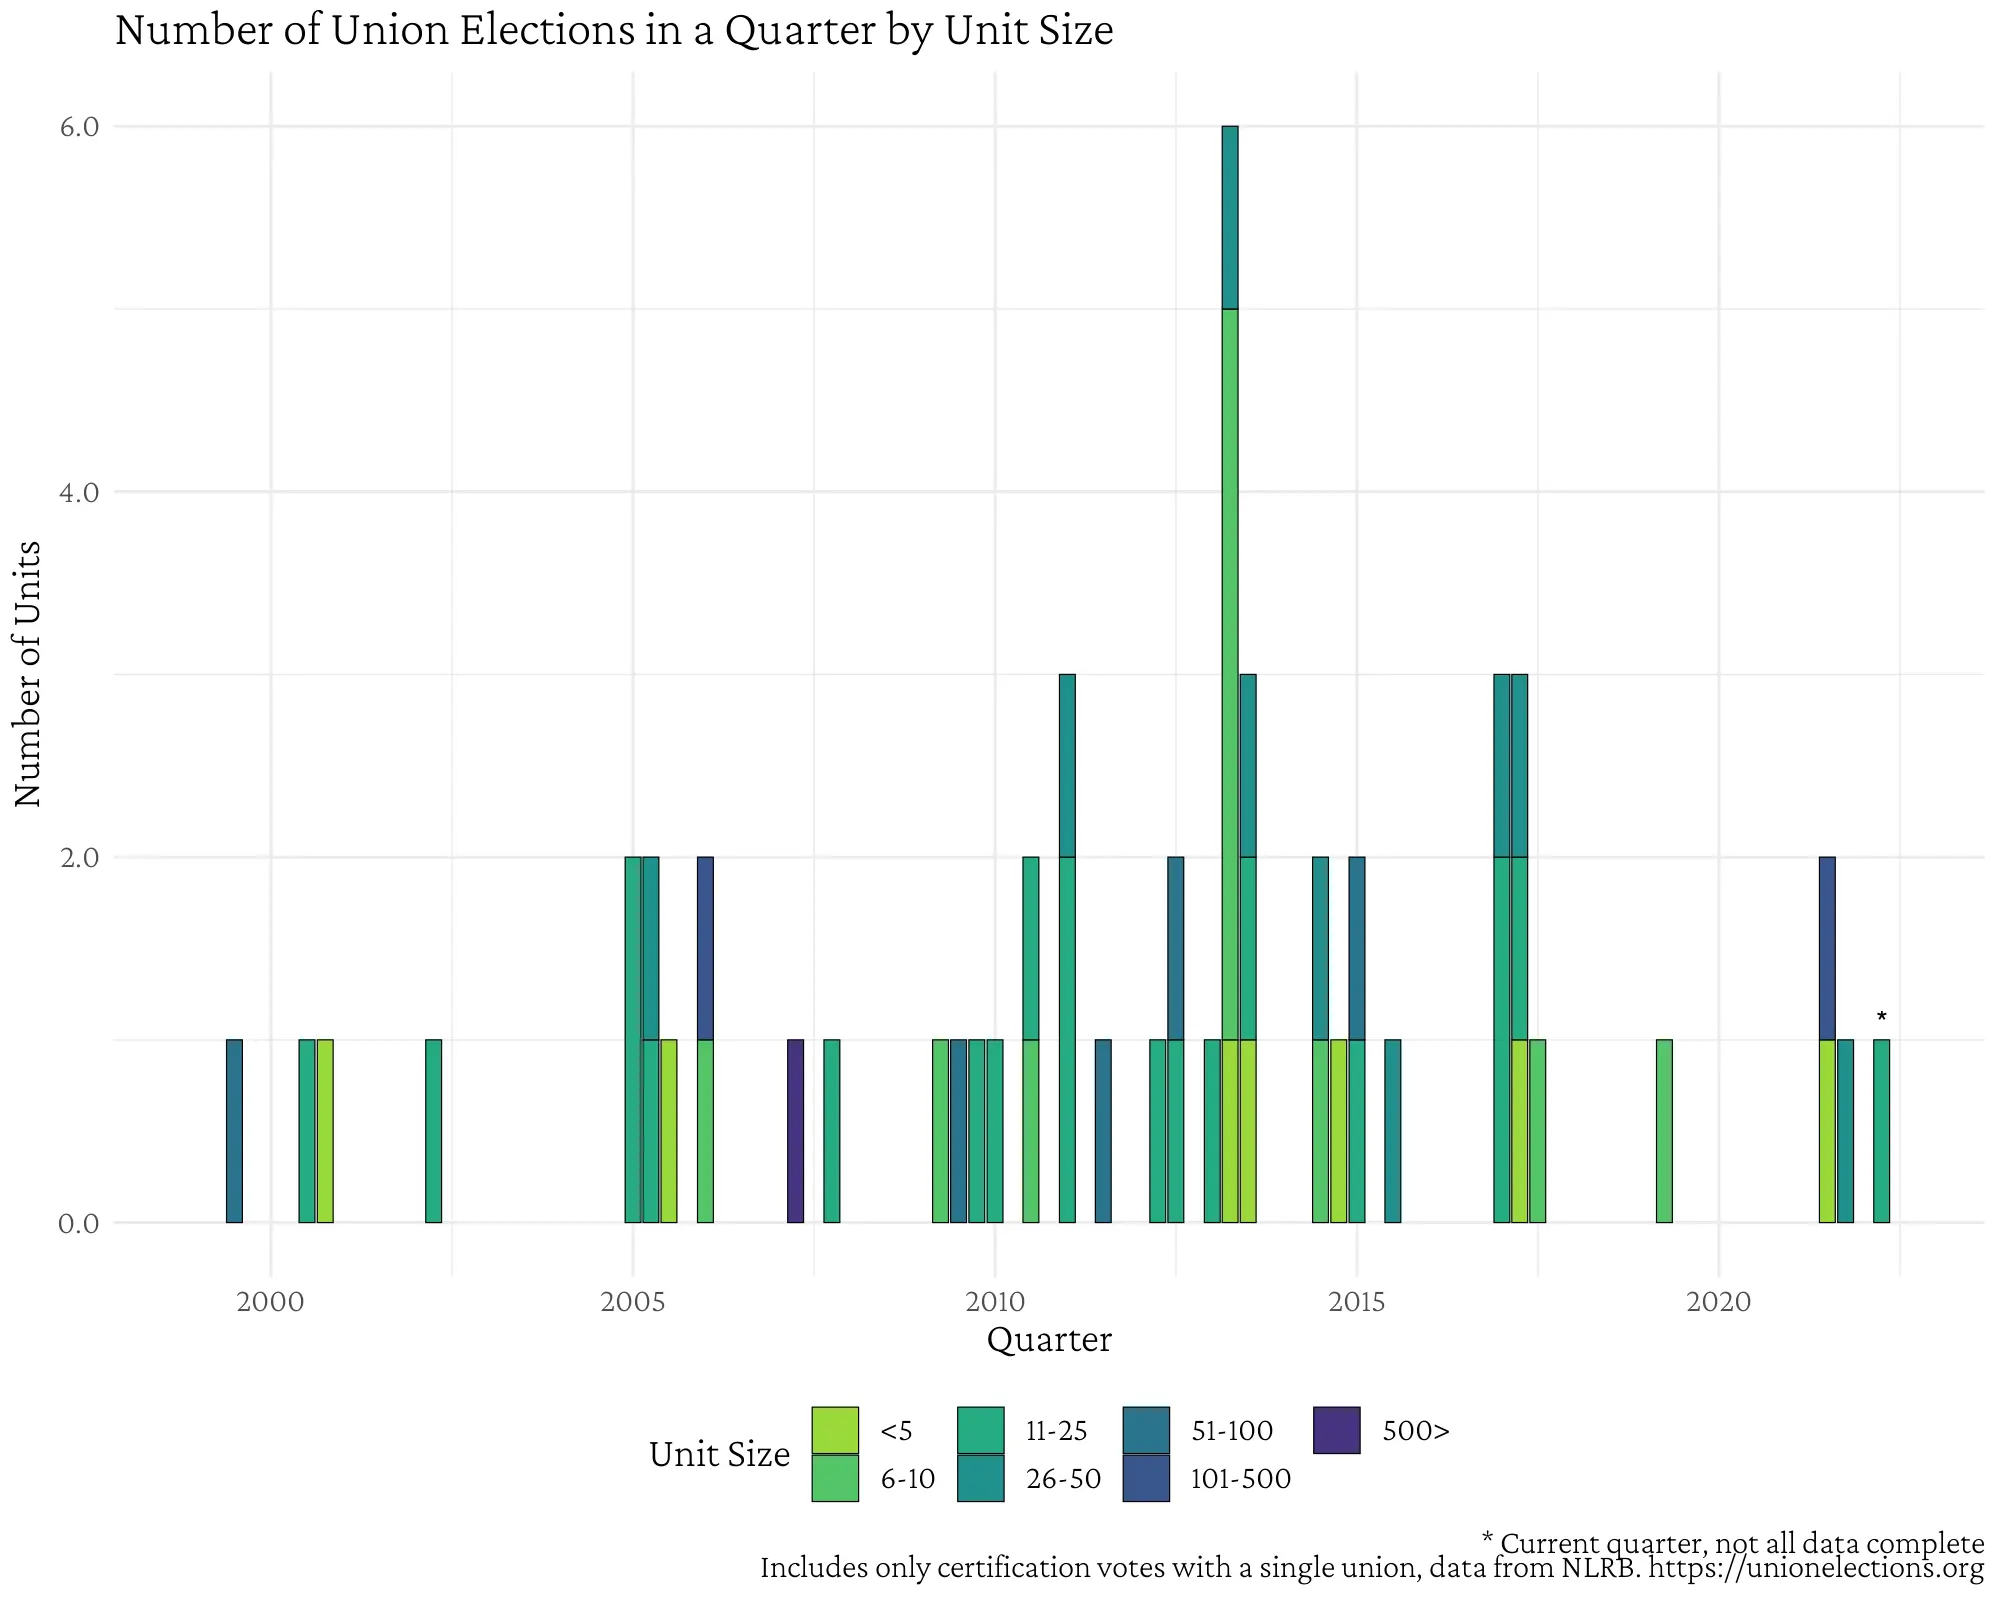 Number of Union Elections in a Quarter by Unit Size
6.0
4.0
2.0
0.0
Number of Units
*
2000 2005 2010 2015 2020
Quarter
Unit Size
<5 11-25 51-100 500>
6-10 26-50 101-500
* Current quarter, not all data complete
Includes only certification votes with a single union, data from NLRB. https://unionelections.org